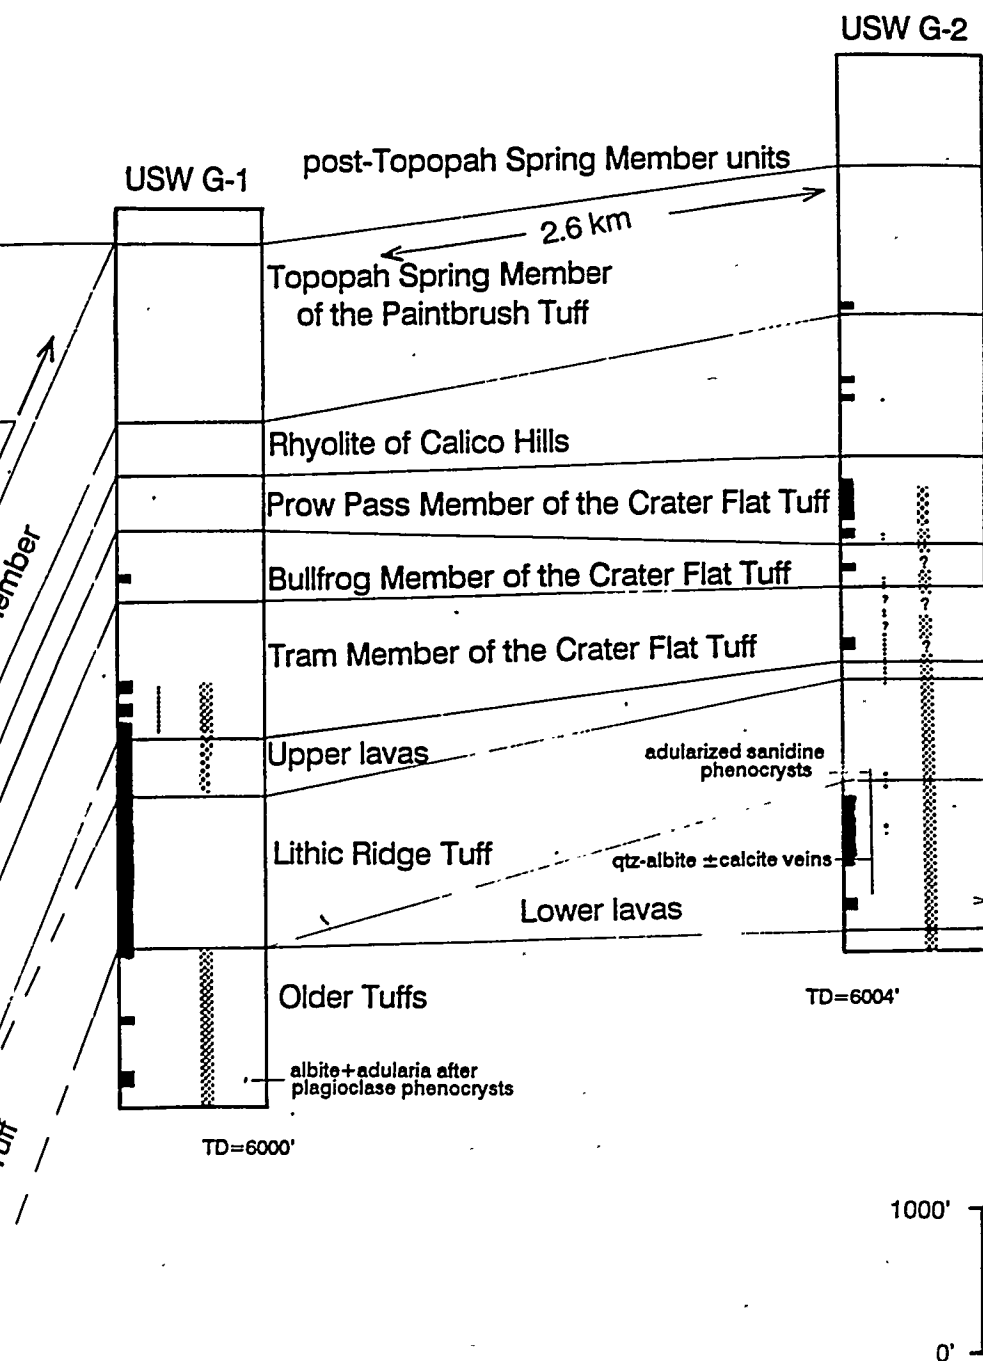 USW G-2
post-Topopah Spring Member units
USW G-1
2.6 km
Topopah Spring Member
of the Paintbrush Tuff
Rhyolite of Calico Hills
Prow Pass Member of the Crater Flat Tuff
?
Bullfrog Member of the Crater Flat Tuff
? ?
?
Tram Member of the Crater Flat Tuff
?
Upper lavas
adularized sanidine
phenocrysts
Lithic Ridge Tuff
qtz-albite ±calcite veins
Lower lavas
Older Tuffs
TD=6004'
albite+adularia after
plagioclase phenocrysts
TD=6000'
1000'
0'